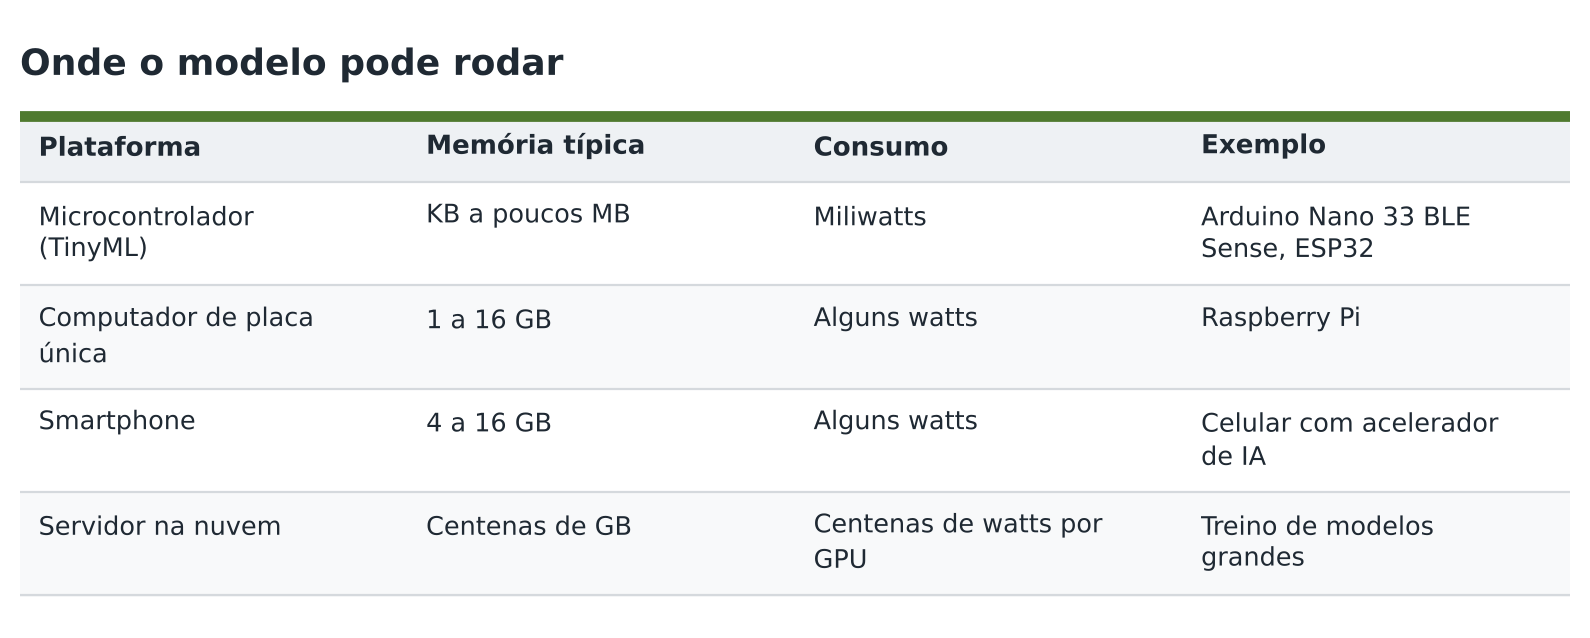 Onde o modelo pode rodar
Plataforma Memória típica Consumo Exemplo
Microcontrolador (TinyML) KB a poucos MB Miliwatts Arduino Nano 33 BLE Sense, ESP32
Computador de placa única 1 a 16 GB Alguns watts Raspberry Pi
Smartphone 4 a 16 GB Alguns watts Celular com acelerador de IA
Servidor na nuvem Centenas de GB Centenas de watts por GPU Treino de modelos grandes